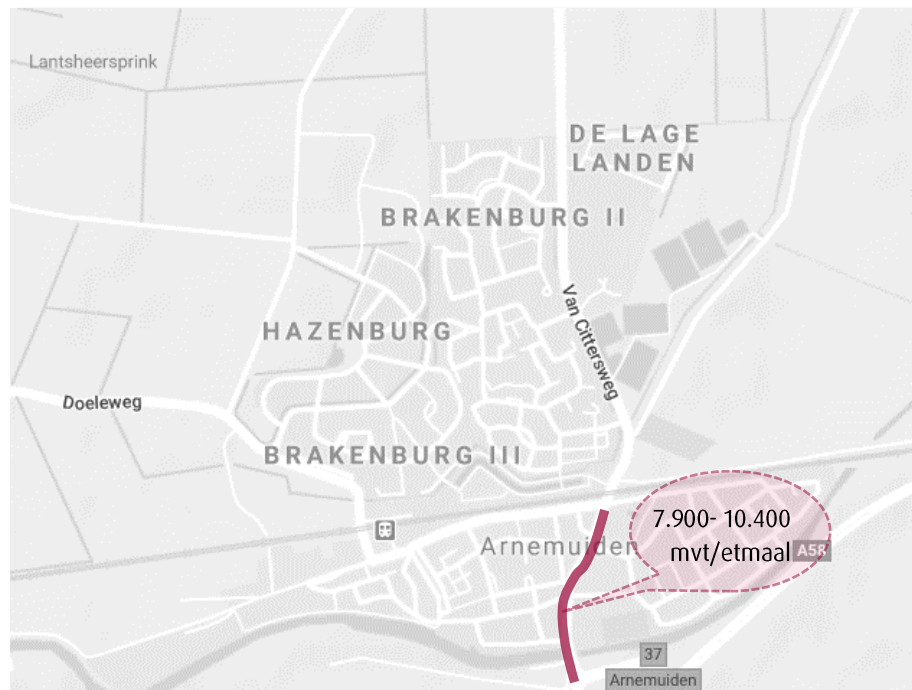 Lantsheersprink
DE LAGE
LANDEN
BRAKENBURG II
Van Cittersweg
HAZENBURG
Doeleweg
BRAKENBURG III
7.900- 10.400
mvt/etmaal
Arnemuiden
A58
37
Arnemuiden